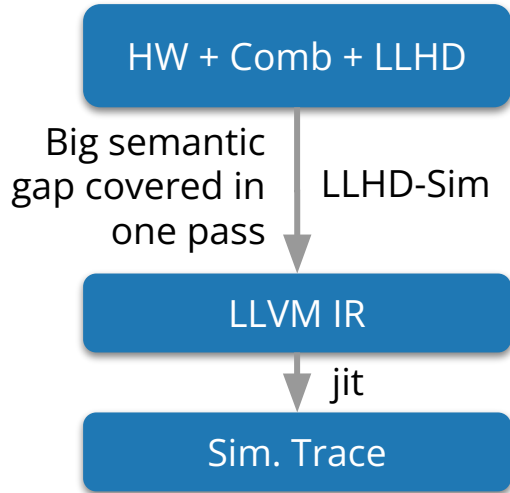 HW + Comb + LLHD
Big semantic
gap covered in
one pass
LLHD-Sim
LLVM IR
jit
Sim. Trace